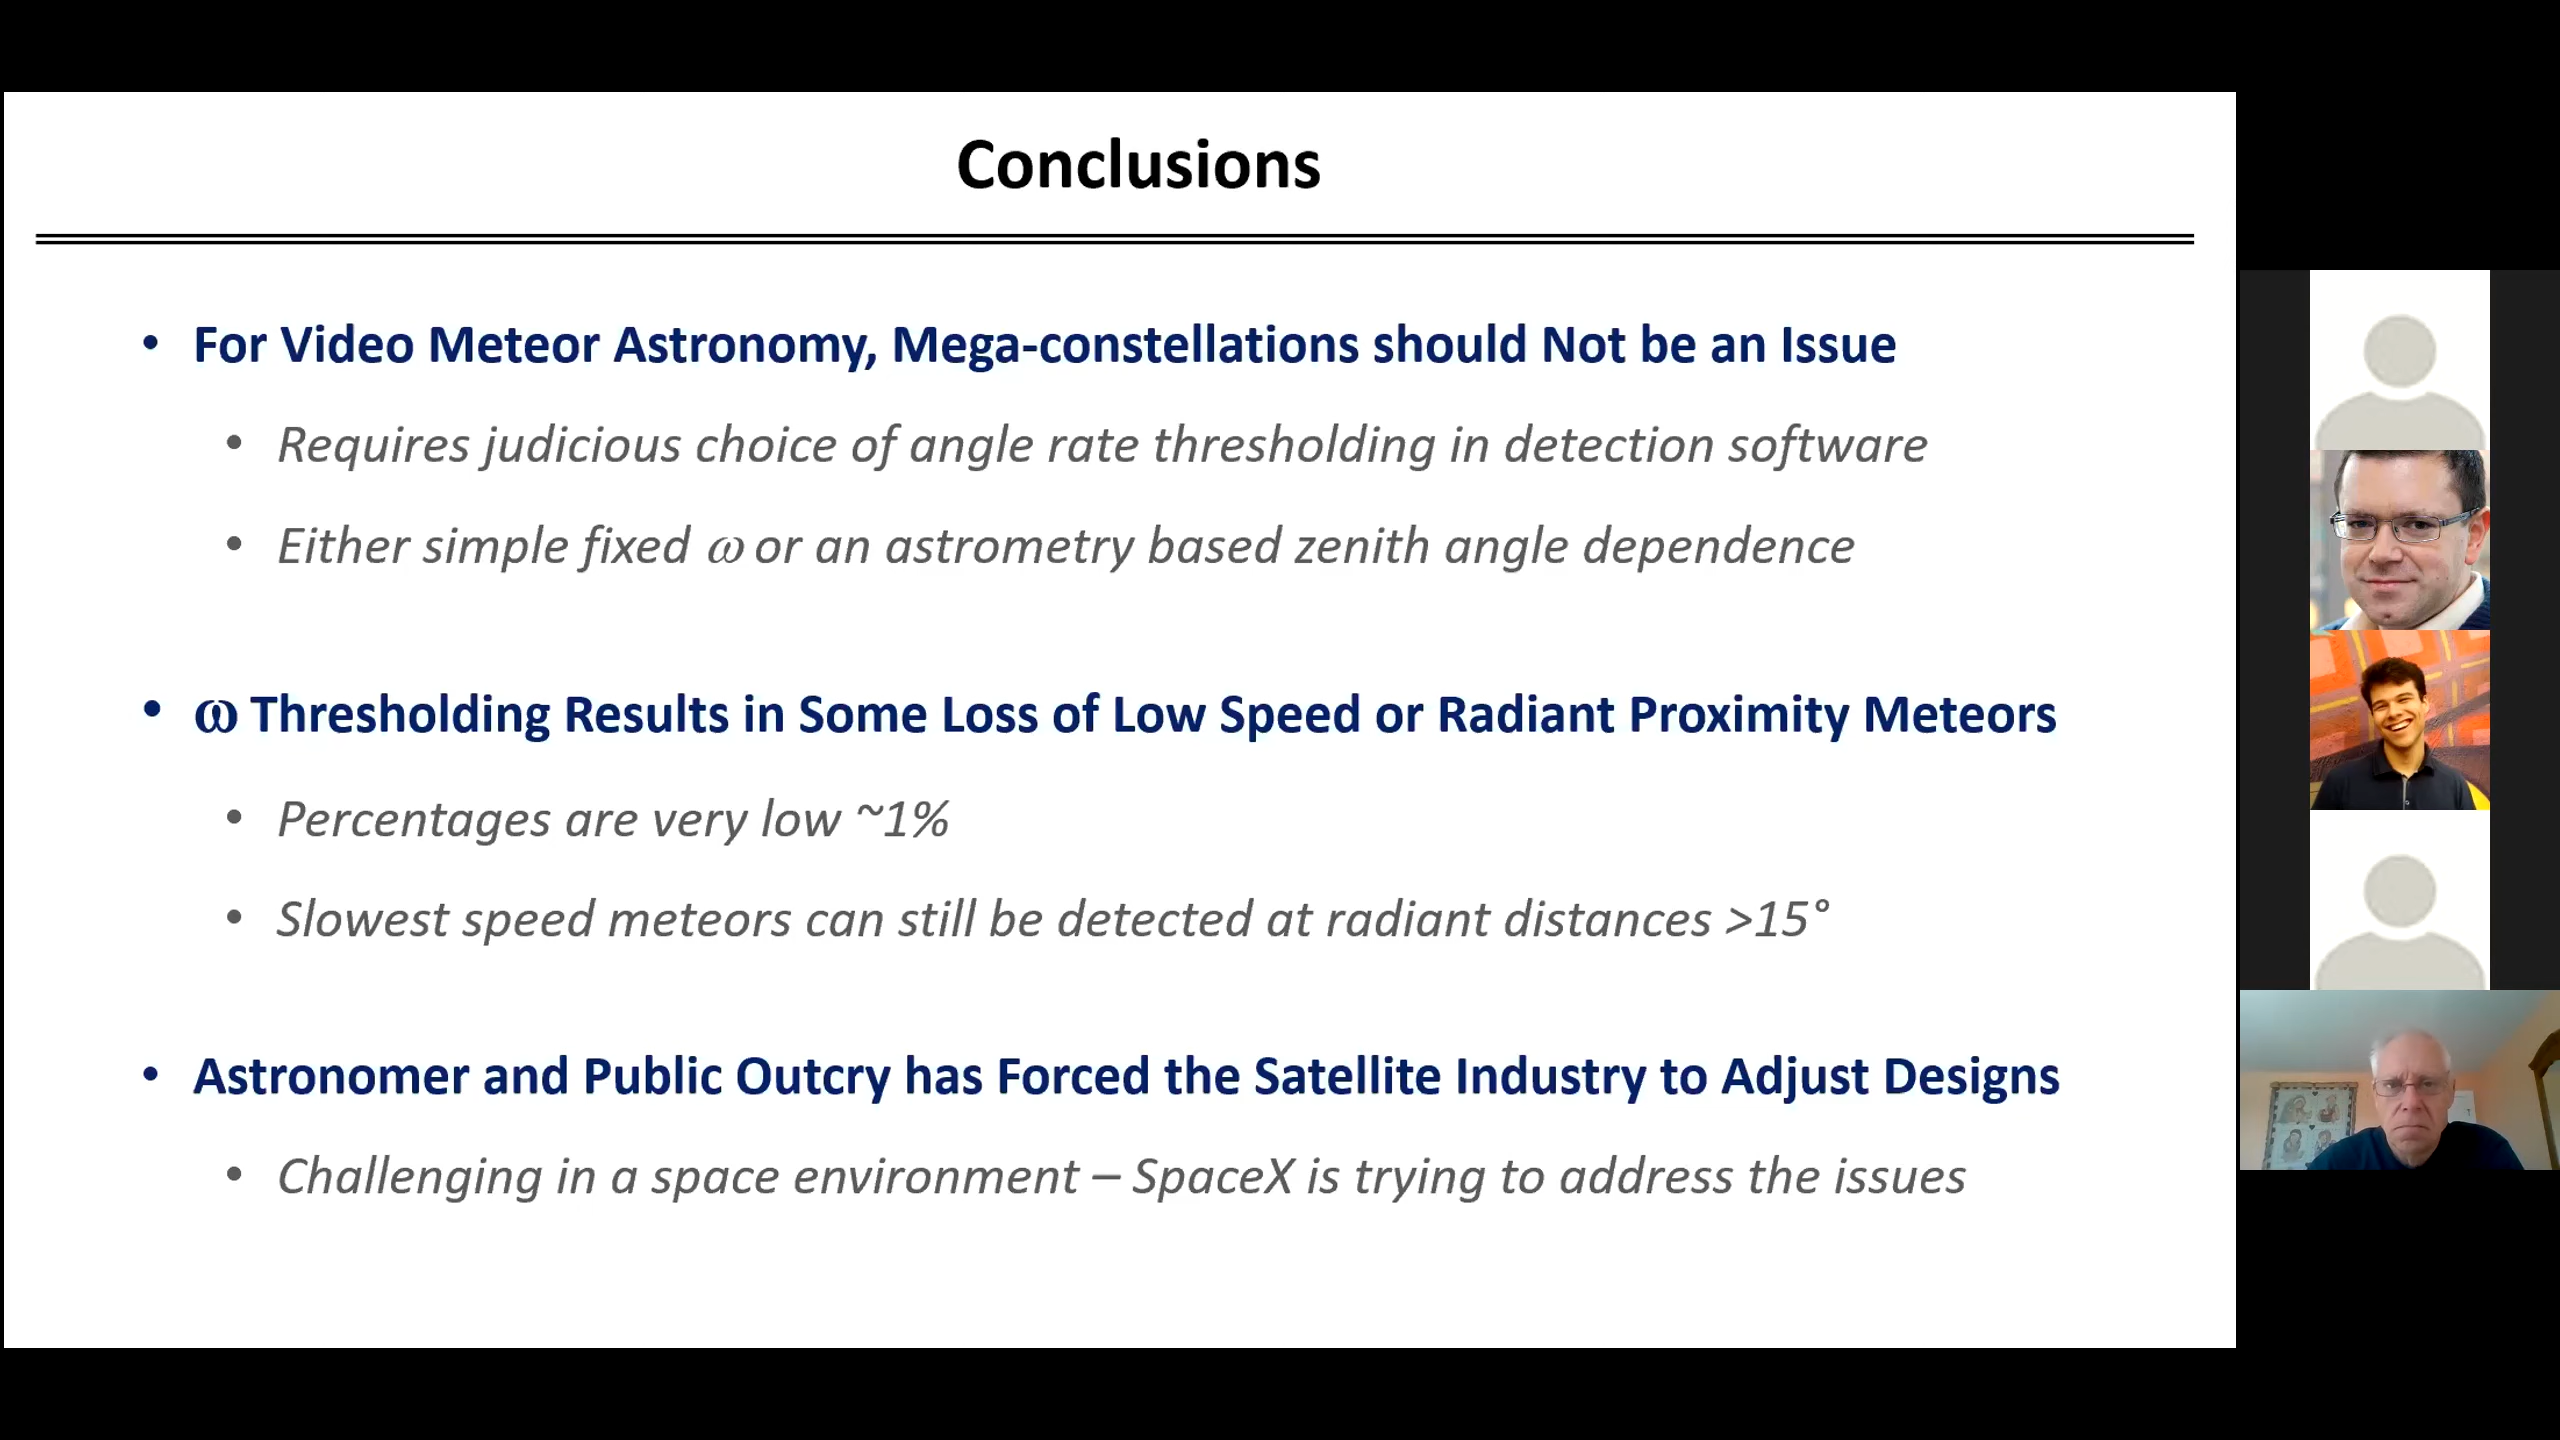 Conclusions
• For Video Meteor Astronomy, Mega-constellations should Not be an Issue
• Requires judicious choice of angle rate thresholding in detection software
• Either simple fixed ω or an astrometry based zenith angle dependence
• ω Thresholding Results in Some Loss of Low Speed or Radiant Proximity Meteors
• Percentages are very low ~1%
• Slowest speed meteors can still be detected at radiant distances >15°
• Astronomer and Public Outcry has Forced the Satellite Industry to Adjust Designs
• Challenging in a space environment – SpaceX is trying to address the issues